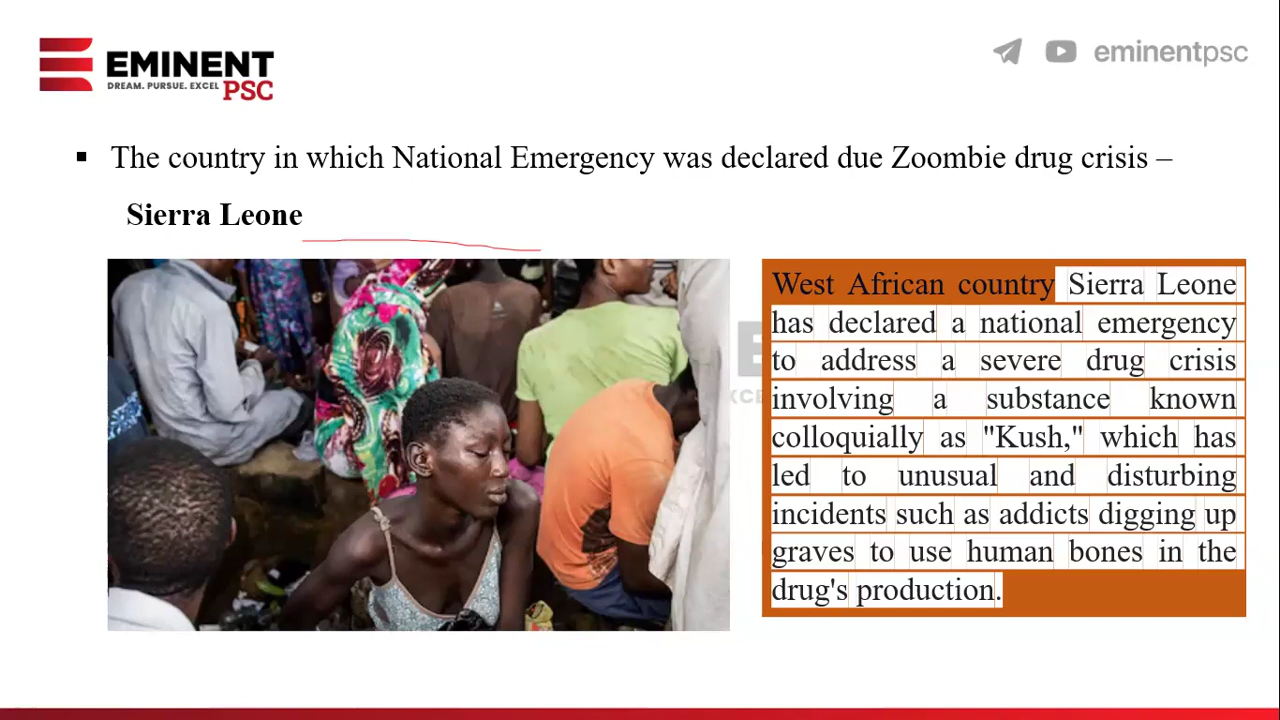 EMINENT
DREAM. PURSUE. EXCEL
PSC
eminentpsc
▪ The country in which National Emergency was declared due Zoombie drug crisis –
Sierra Leone
West African country Sierra Leone
has declared a national emergency
to address a severe drug crisis
involving a substance known
colloquially as "Kush," which has
led to unusual and disturbing
incidents such as addicts digging up
graves to use human bones in the
drug's production.